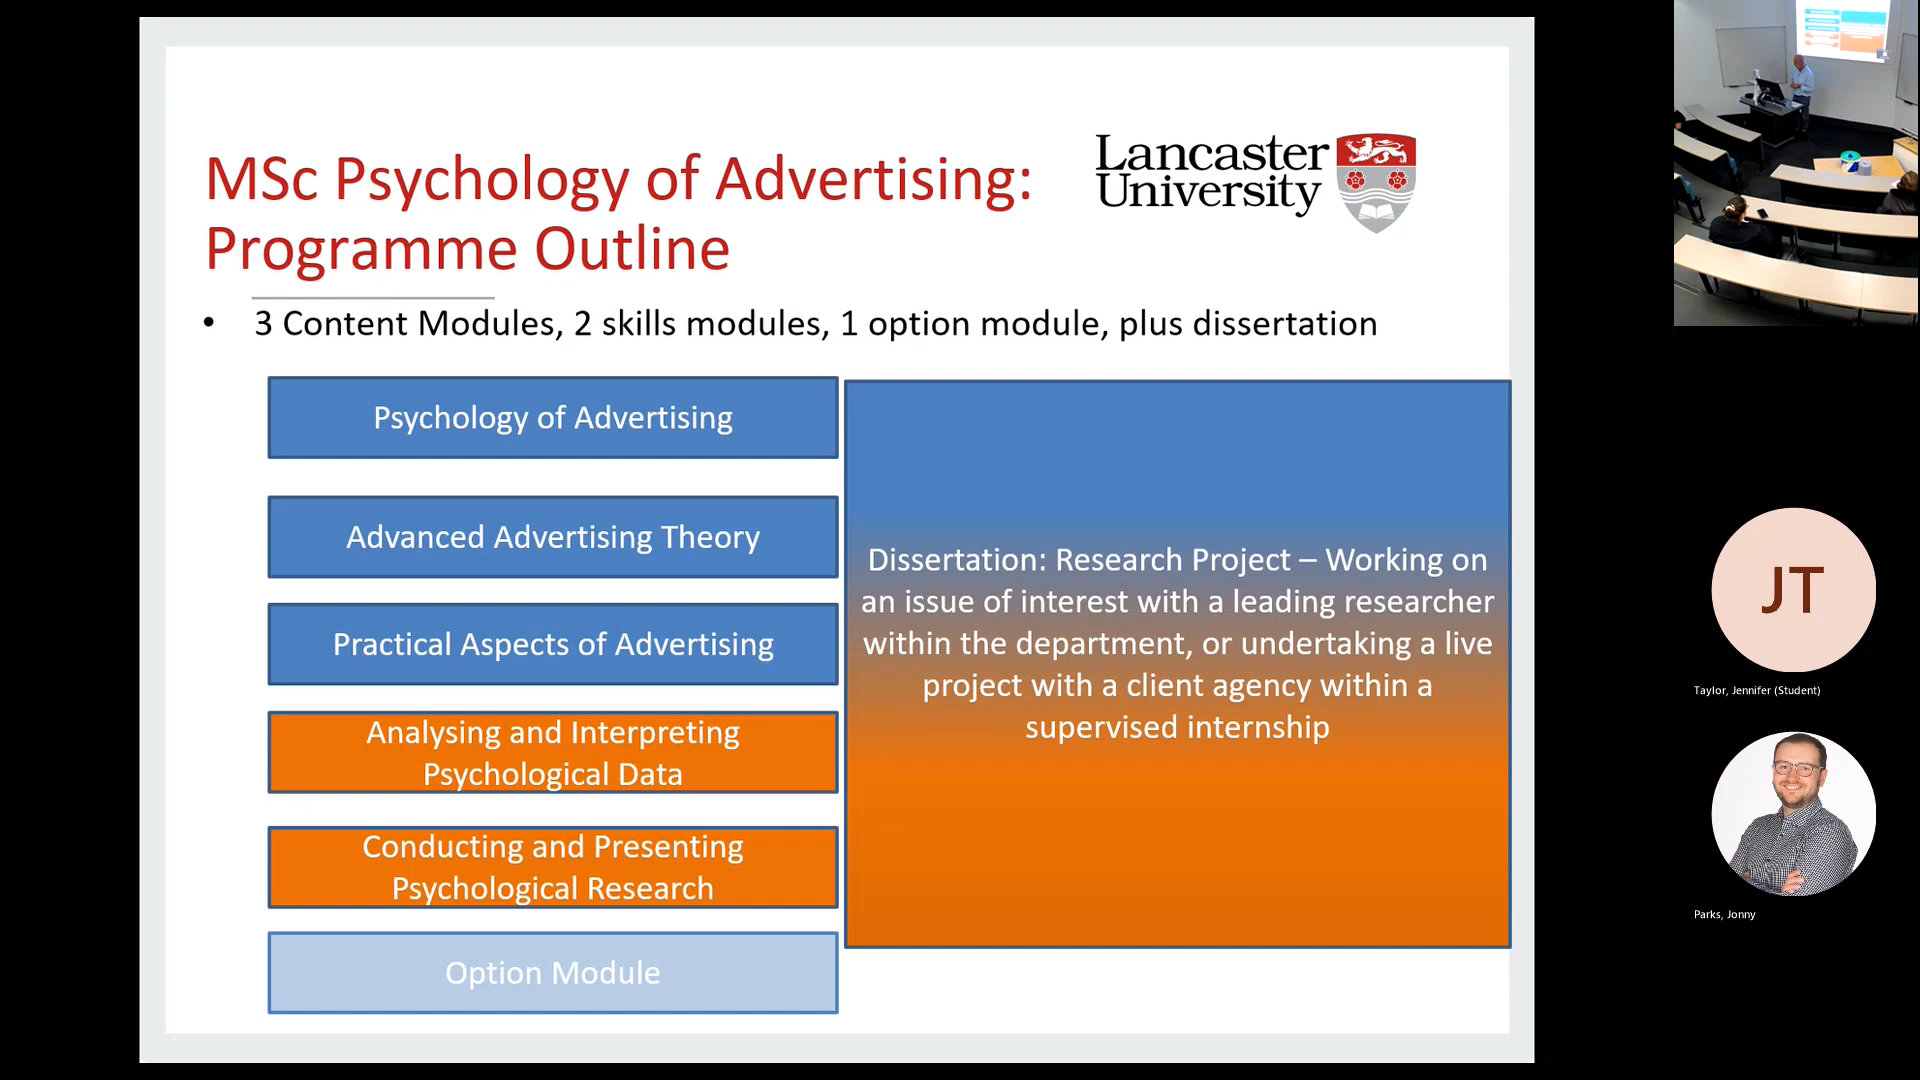 MSc Psychology of Advertising:
Programme Outline
Lancaster
University
• 3 Content Modules, 2 skills modules, 1 option module, plus dissertation
Psychology of Advertising
Advanced Advertising Theory
Practical Aspects of Advertising
Analysing and Interpreting
Psychological Data
Conducting and Presenting
Psychological Research
Option Module
Dissertation: Research Project – Working on
an issue of interest with a leading researcher
within the department, or undertaking a live
project with a client agency within a
supervised internship
JT
Taylor, Jennifer (Student)
Parks, Jonny